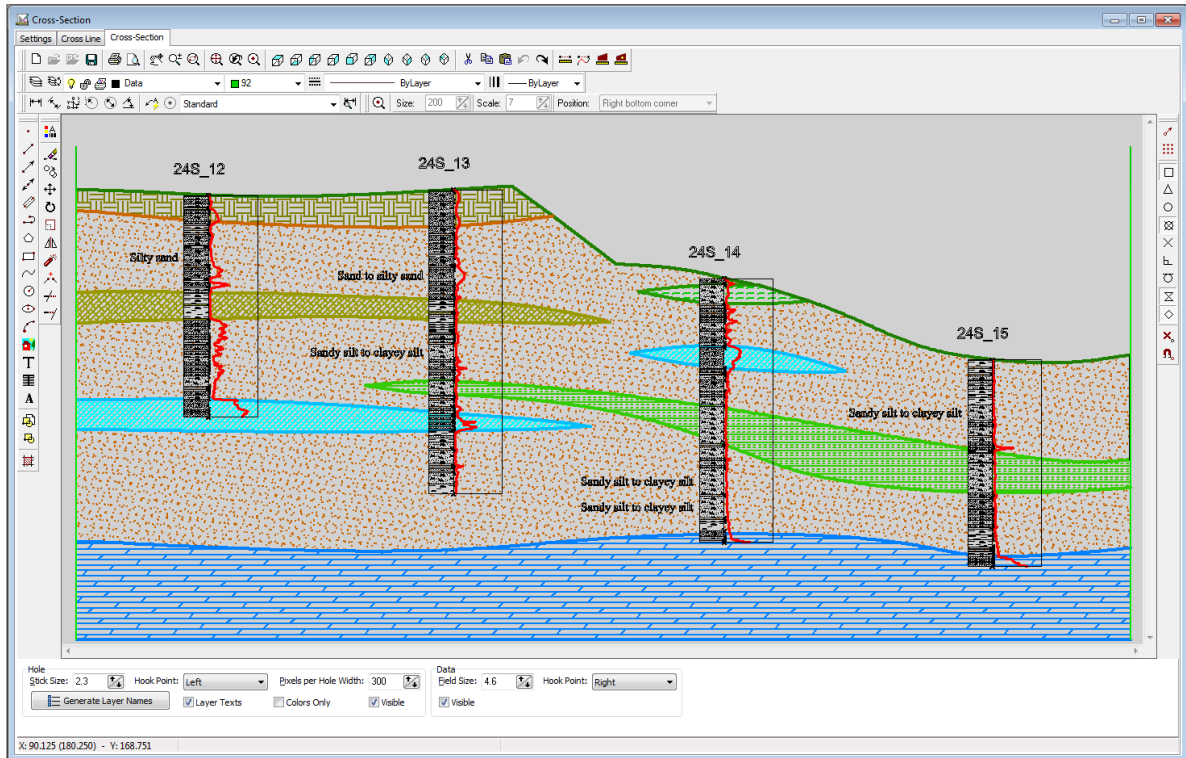 Cross-Section
Settings Cross Line Cross-Section
Data 92 ByLayer ByLayer
Standard Size: 200 Scale: 7 Position: Right bottom corner
24S_12
24S_13
24S_14
24S_15
Silty sand
Sand to silty sand
Sandy silt to clayey silt
Sandy silt to clayey silt
Sandy silt to clayey silt
Sandy silt to clayey silt
Hole
Stick Size: 2.3 Hook Point: Left Pixels per Hole Width: 300
Generate Layer Names Layer Texts Colors Only Visible
Data
Field Size: 4.6 Hook Point: Right
Visible
X: 90.125 (180.250) - Y: 168.751